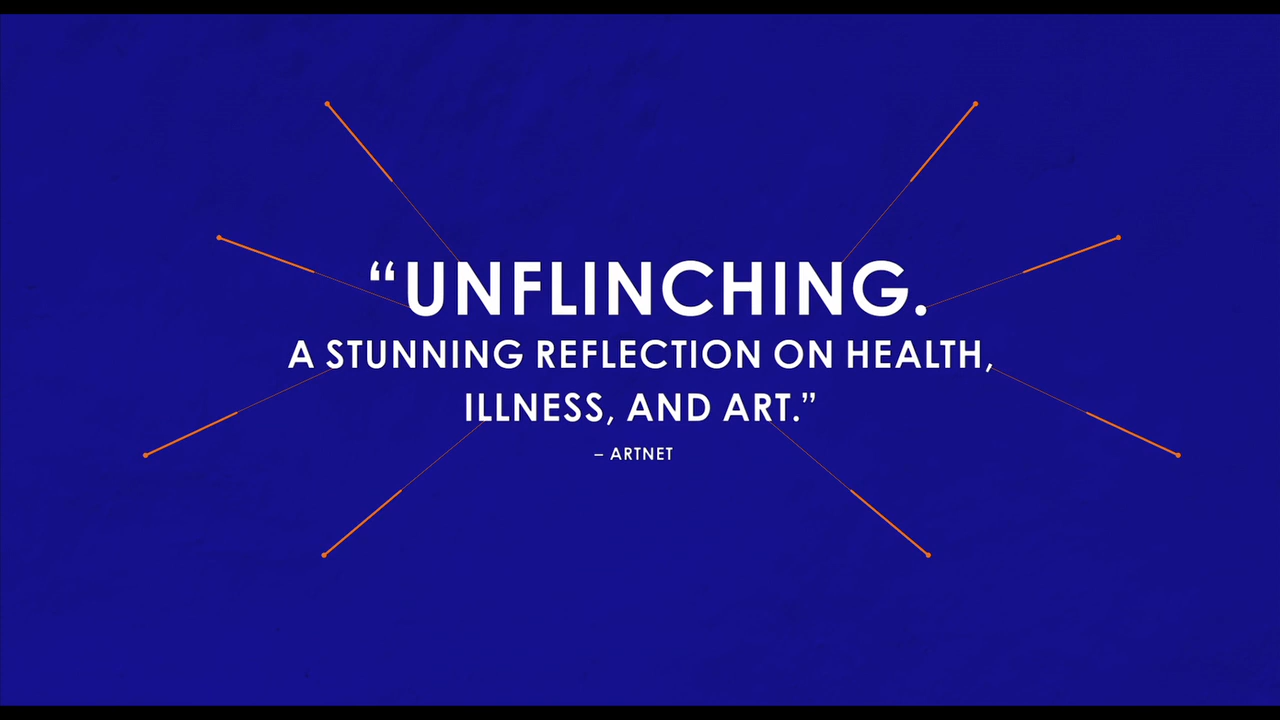 “UNFLINCHING.
A STUNNING REFLECTION ON HEALTH,
ILLNESS, AND ART.”
– ARTNET